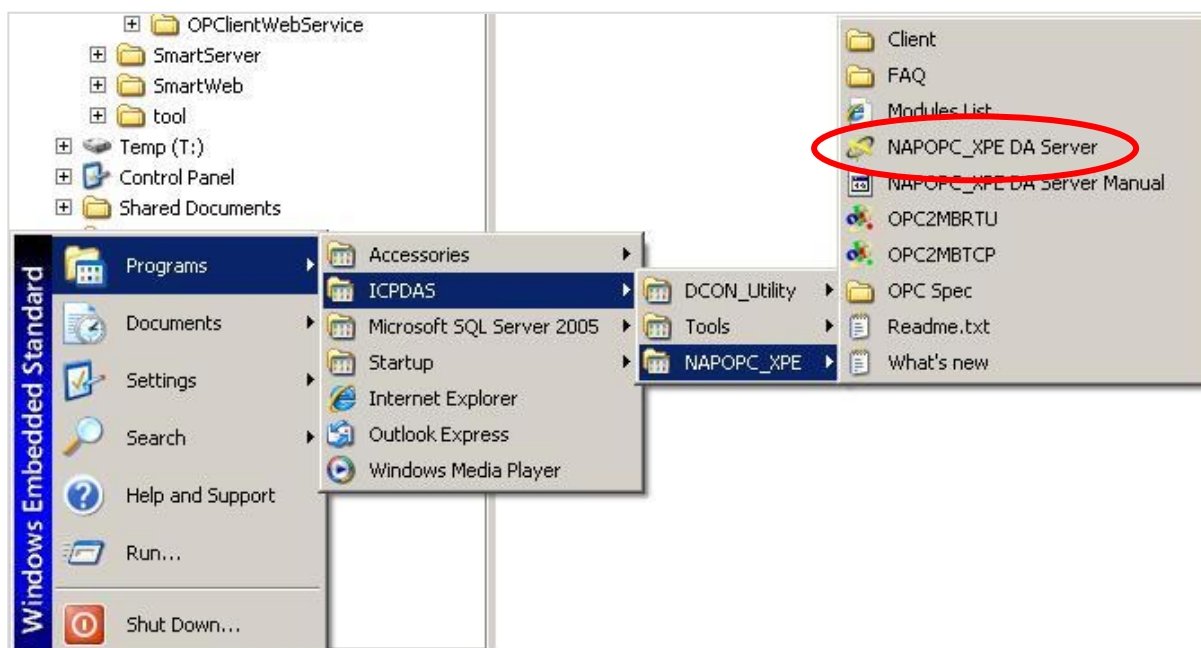 OPClientWebService
SmartServer
SmartWeb
tool
Temp (T:)
Control Panel
Shared Documents
Windows Embedded Standard
Programs
Documents
Settings
Search
Help and Support
Run...
Shut Down...
Accessories
ICPDAS
Microsoft SQL Server 2005
Startup
Internet Explorer
Outlook Express
Windows Media Player
DCON_Utility
Tools
NAPOPC_XPE
Client
FAQ
Modules List
NAPOPC_XPE DA Server
NAPOPC_XPE DA Server Manual
OPC2MBRTU
OPC2MBTCP
OPC Spec
Readme.txt
What's new